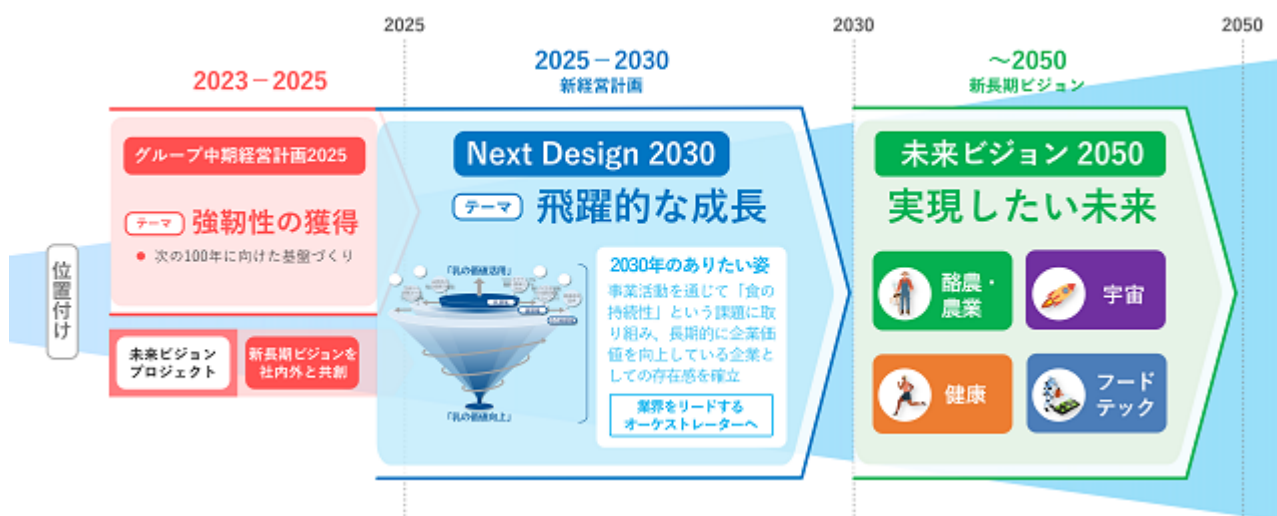 2025
2030
2050
2023－2025
2025－2030
新経営計画
～2050
新長期ビジョン
位置付け
グループ中期経営計画2025
テーマ 強靭性の獲得
● 次の100年に向けた基盤づくり
未来ビジョン
プロジェクト
新長期ビジョンを
社内外と共創
Next Design 2030
テーマ 飛躍的な成長
「乳の価値活用」
「乳の価値向上」
2030年のありたい姿
事業活動を通じて「食の
持続性」という課題に取
り組み、長期的に企業価
値を向上している企業と
しての存在感を確立
業界をリードする
オーケストレーターへ
未来ビジョン 2050
実現したい未来
酪農・
農業
宇宙
健康
フード
テック